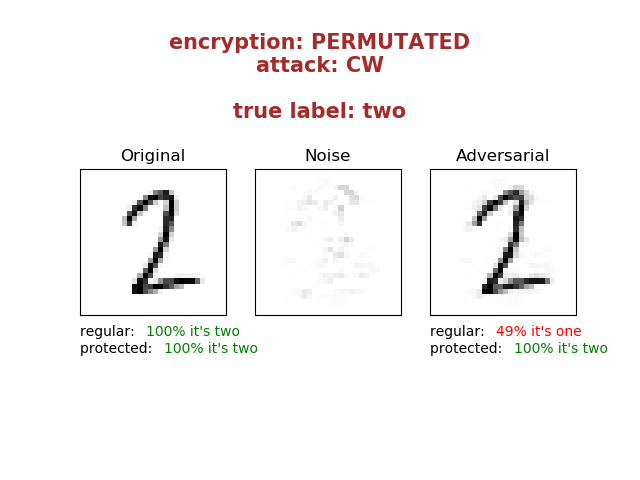 encryption: PERMUTATED
attack: CW
true label: two
Original
Noise
Adversarial
regular: 100% it's two
protected: 100% it's two
regular: 49% it's one
protected: 100% it's two